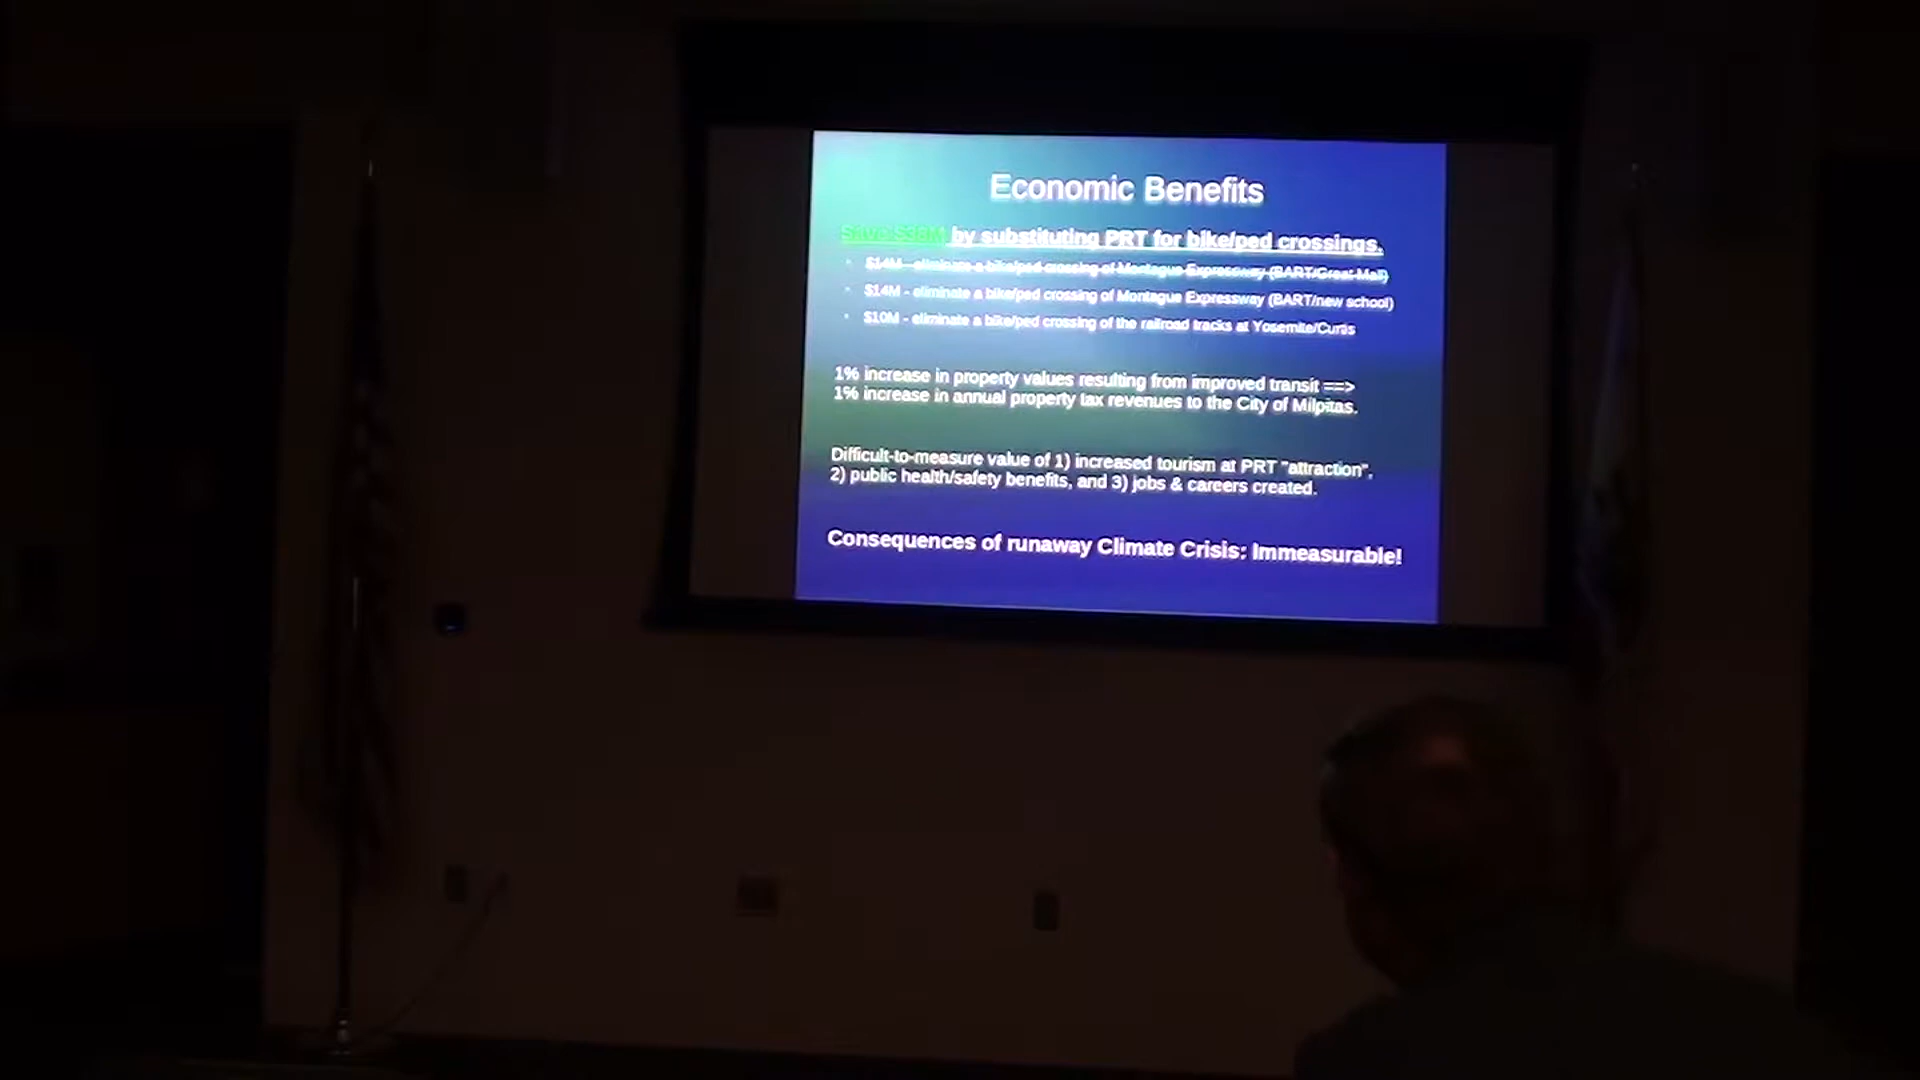 Economic Benefits
Save by substituting PRT for bike/ped crossings.
$14M - eliminate a bike/ped crossing of Montague Expressway (BART/Great Mall)
$14M - eliminate a bike/ped crossing of Montague Expressway (BART/new school)
$10M - eliminate a bike/ped crossing of the railroad tracks at Yosemite/Curtis
1% increase in property values resulting from improved transit ==>
1% increase in annual property tax revenues to the City of Milpitas.
Difficult-to-measure value of 1) increased tourism at PRT "attraction",
2) public health/safety benefits, and 3) jobs & careers created.
Consequences of runaway Climate Crisis: Immeasurable!